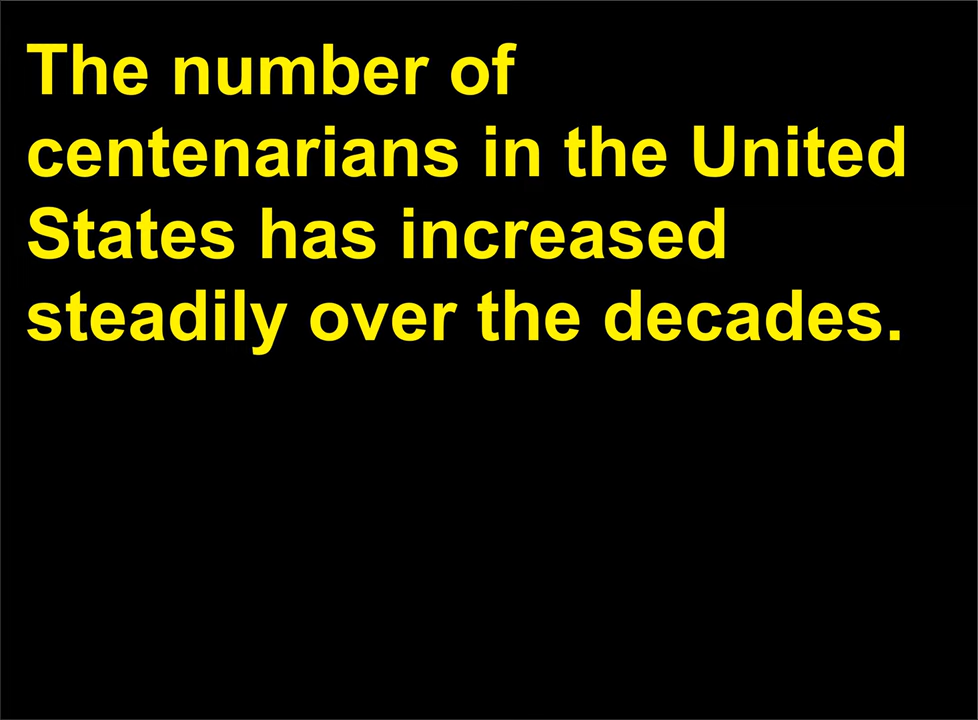 The number of
centenarians in the United
States has increased
steadily over the decades.